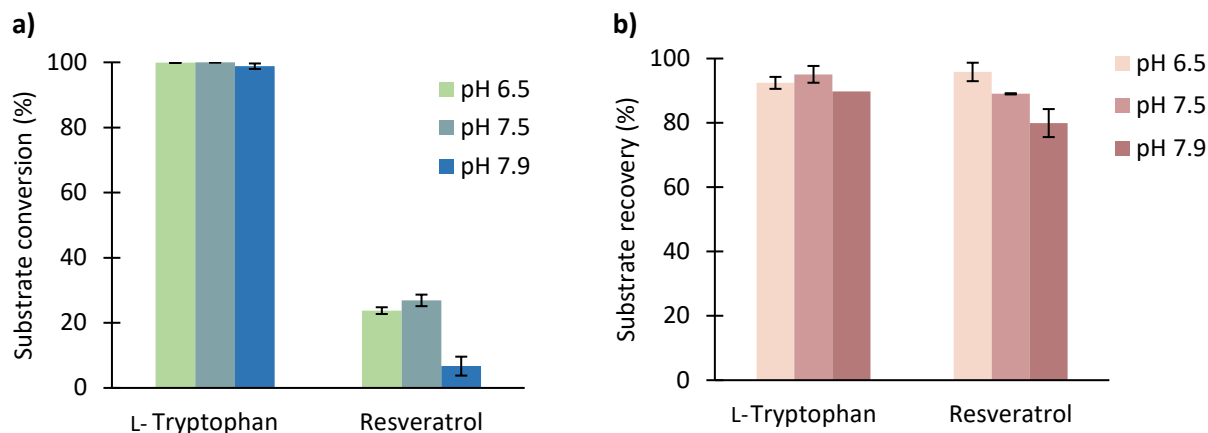 a)
Substrate conversion (%)
100
80
60
40
20
0
L- Tryptophan
Resveratrol
pH 6.5
pH 7.5
pH 7.9
b)
Substrate recovery (%)
100
80
60
40
20
0
L- Tryptophan
Resveratrol
pH 6.5
pH 7.5
pH 7.9